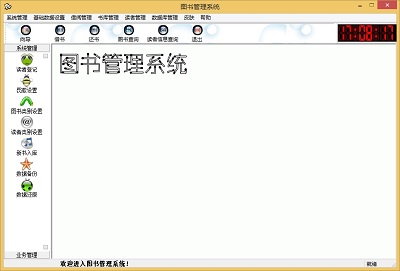 图书管理系统
系统管理 基础数据设置 借阅管理 书库管理 读者管理 数据库管理 皮肤 帮助
向导 借书 还书 图书查询 读者信息查询 退出
17:08:17
系统管理
读者登记
图书管理系统
民族设置
图书类别设置
读者类别设置
新书入库
数据备份
数据还原
业务管理
欢迎进入图书管理系统！
就绪